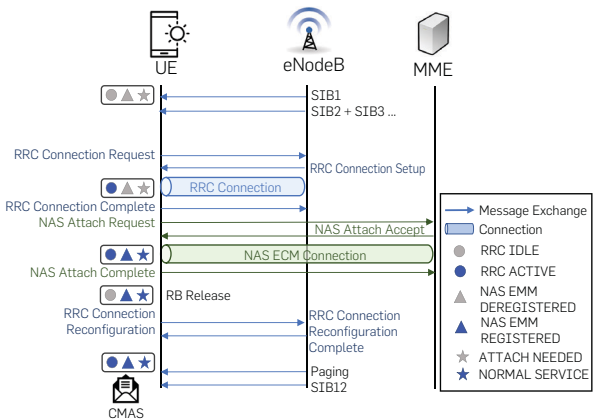 UE
eNodeB
MME
SIB1
SIB2 + SIB3 ...
RRC Connection Request
RRC Connection Setup
RRC Connection
RRC Connection Complete
NAS Attach Request
NAS Attach Accept
NAS ECM Connection
NAS Attach Complete
RB Release
RRC Connection
Reconfiguration
RRC Connection
Reconfiguration
Complete
Paging
SIB12
CMAS
Message Exchange
Connection
RRC IDLE
RRC ACTIVE
NAS EMM
DEREGISTERED
NAS EMM
REGISTERED
ATTACH NEEDED
NORMAL SERVICE